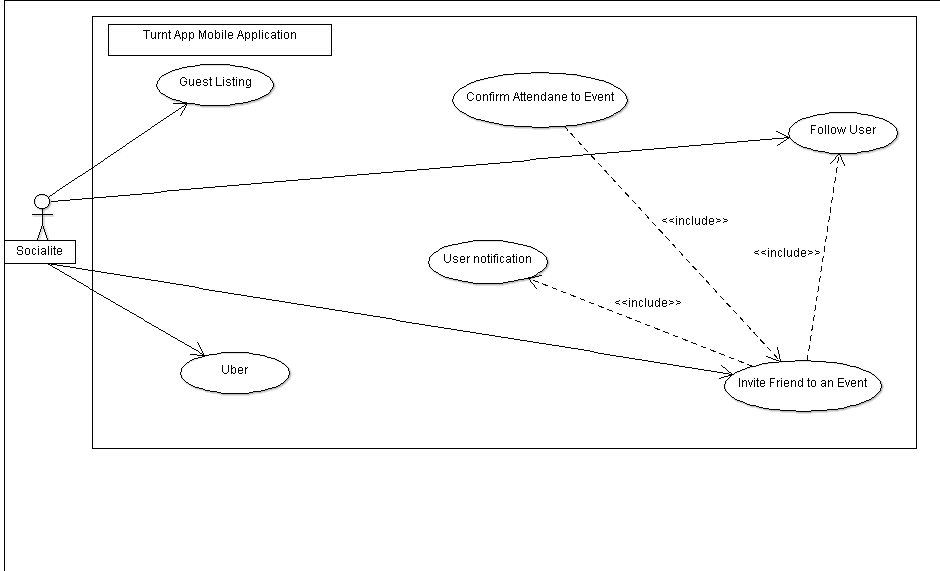 Turnt App Mobile Application
Guest Listing
Confirm Attendane to Event
Follow User
<<include>>
Socialite
User notification
<<include>>
<<include>>
Uber
Invite Friend to an Event